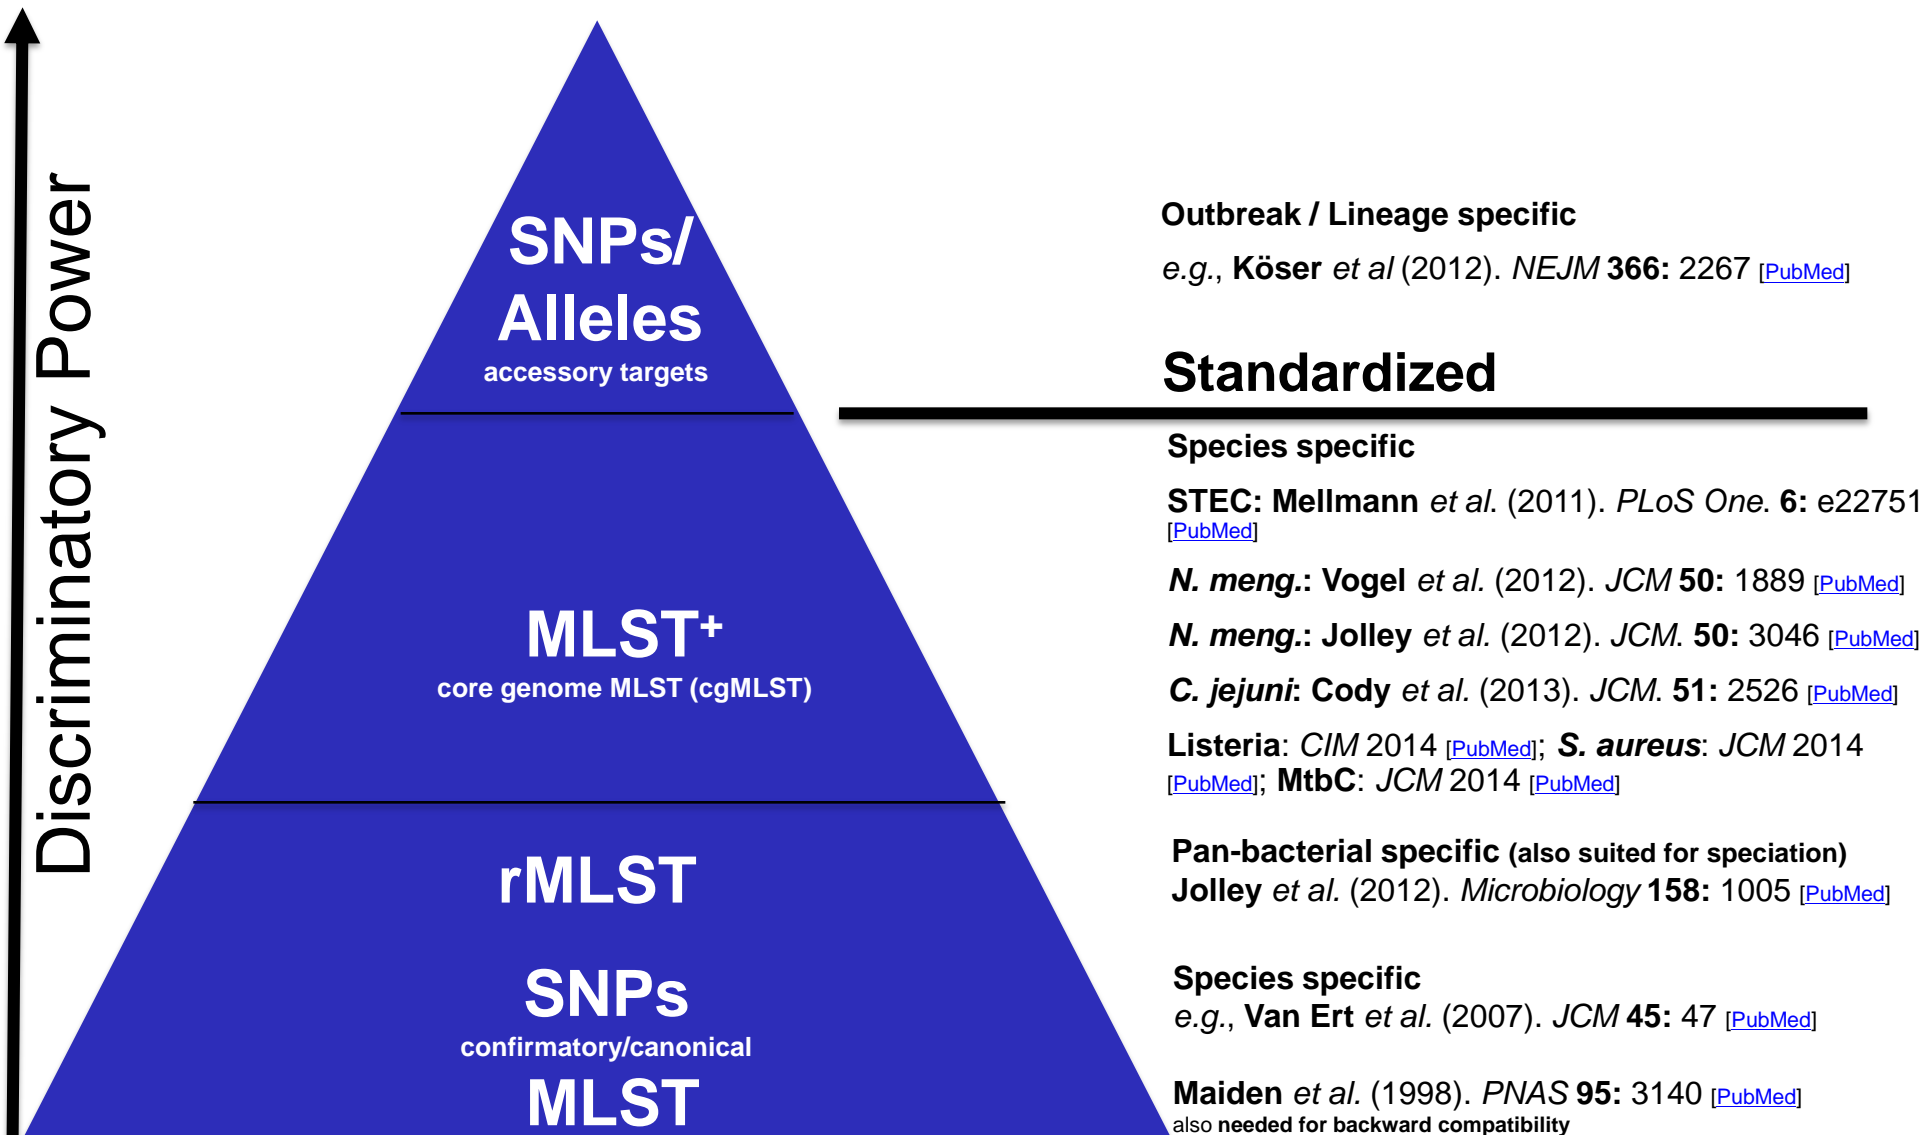 Discriminatory Power
SNPs/
Alleles
accessory targets
MLST+
core genome MLST (cgMLST)
rMLST
SNPs
confirmatory/canonical
MLST
Outbreak / Lineage specific
e.g., Köser et al (2012). NEJM 366: 2267 [PubMed]
Standardized
Species specific
STEC: Mellmann et al. (2011). PLoS One. 6: e22751
[PubMed]
N. meng.: Vogel et al. (2012). JCM 50: 1889 [PubMed]
N. meng.: Jolley et al. (2012). JCM. 50: 3046 [PubMed]
C. jejuni: Cody et al. (2013). JCM. 51: 2526 [PubMed]
Listeria: CIM 2014 [PubMed]; S. aureus: JCM 2014
[PubMed]; MtbC: JCM 2014 [PubMed]
Pan-bacterial specific (also suited for speciation)
Jolley et al. (2012). Microbiology 158: 1005 [PubMed]
Species specific
e.g., Van Ert et al. (2007). JCM 45: 47 [PubMed]
Maiden et al. (1998). PNAS 95: 3140 [PubMed]
also needed for backward compatibility